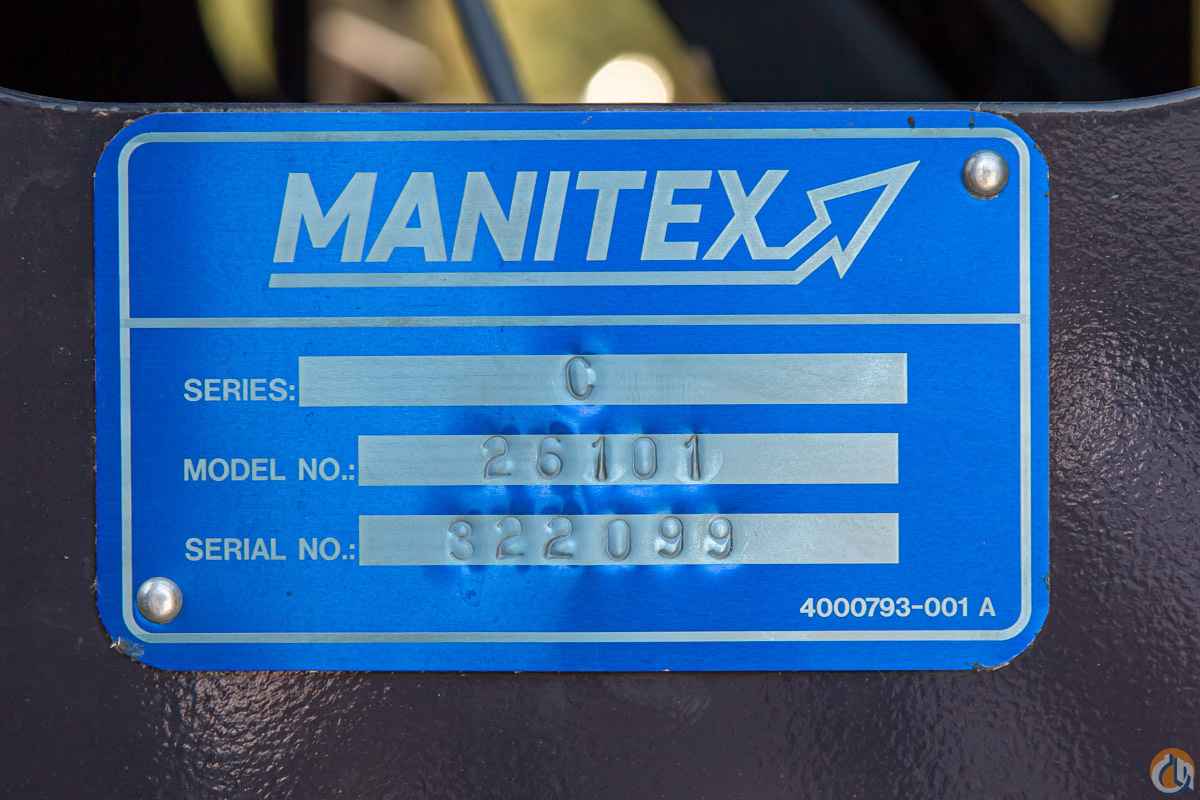 MANITEX
SERIES: C
MODEL NO.: 26101
SERIAL NO.: 322099
4000793-001 A